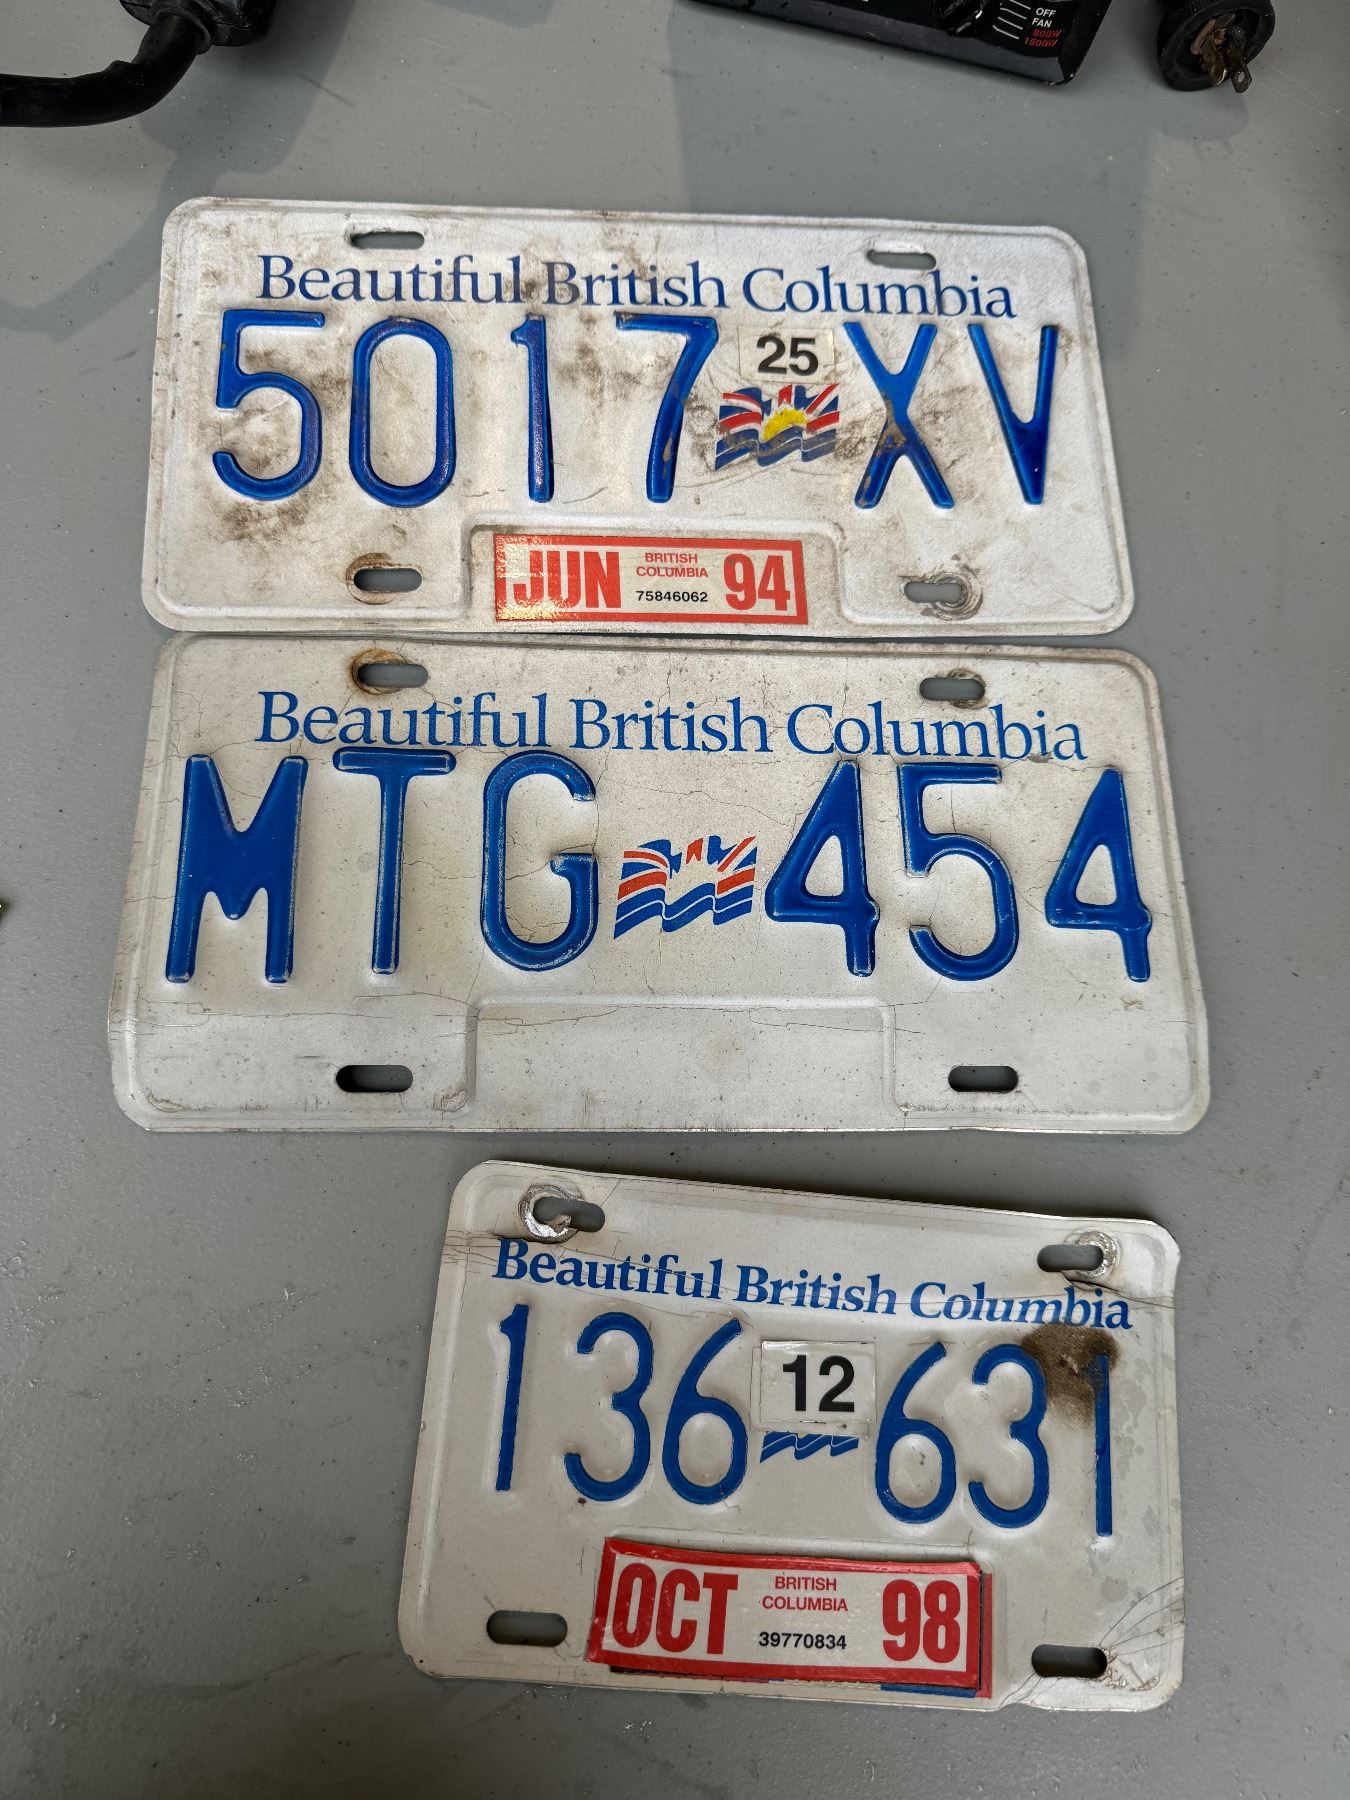 OFF
FAN
800W
1500W
Beautiful British Columbia
5017 25 XV
JUN BRITISH COLUMBIA 75846062 94
Beautiful British Columbia
MTG 454
Beautiful British Columbia
136 12 631
OCT BRITISH COLUMBIA 39770834 98